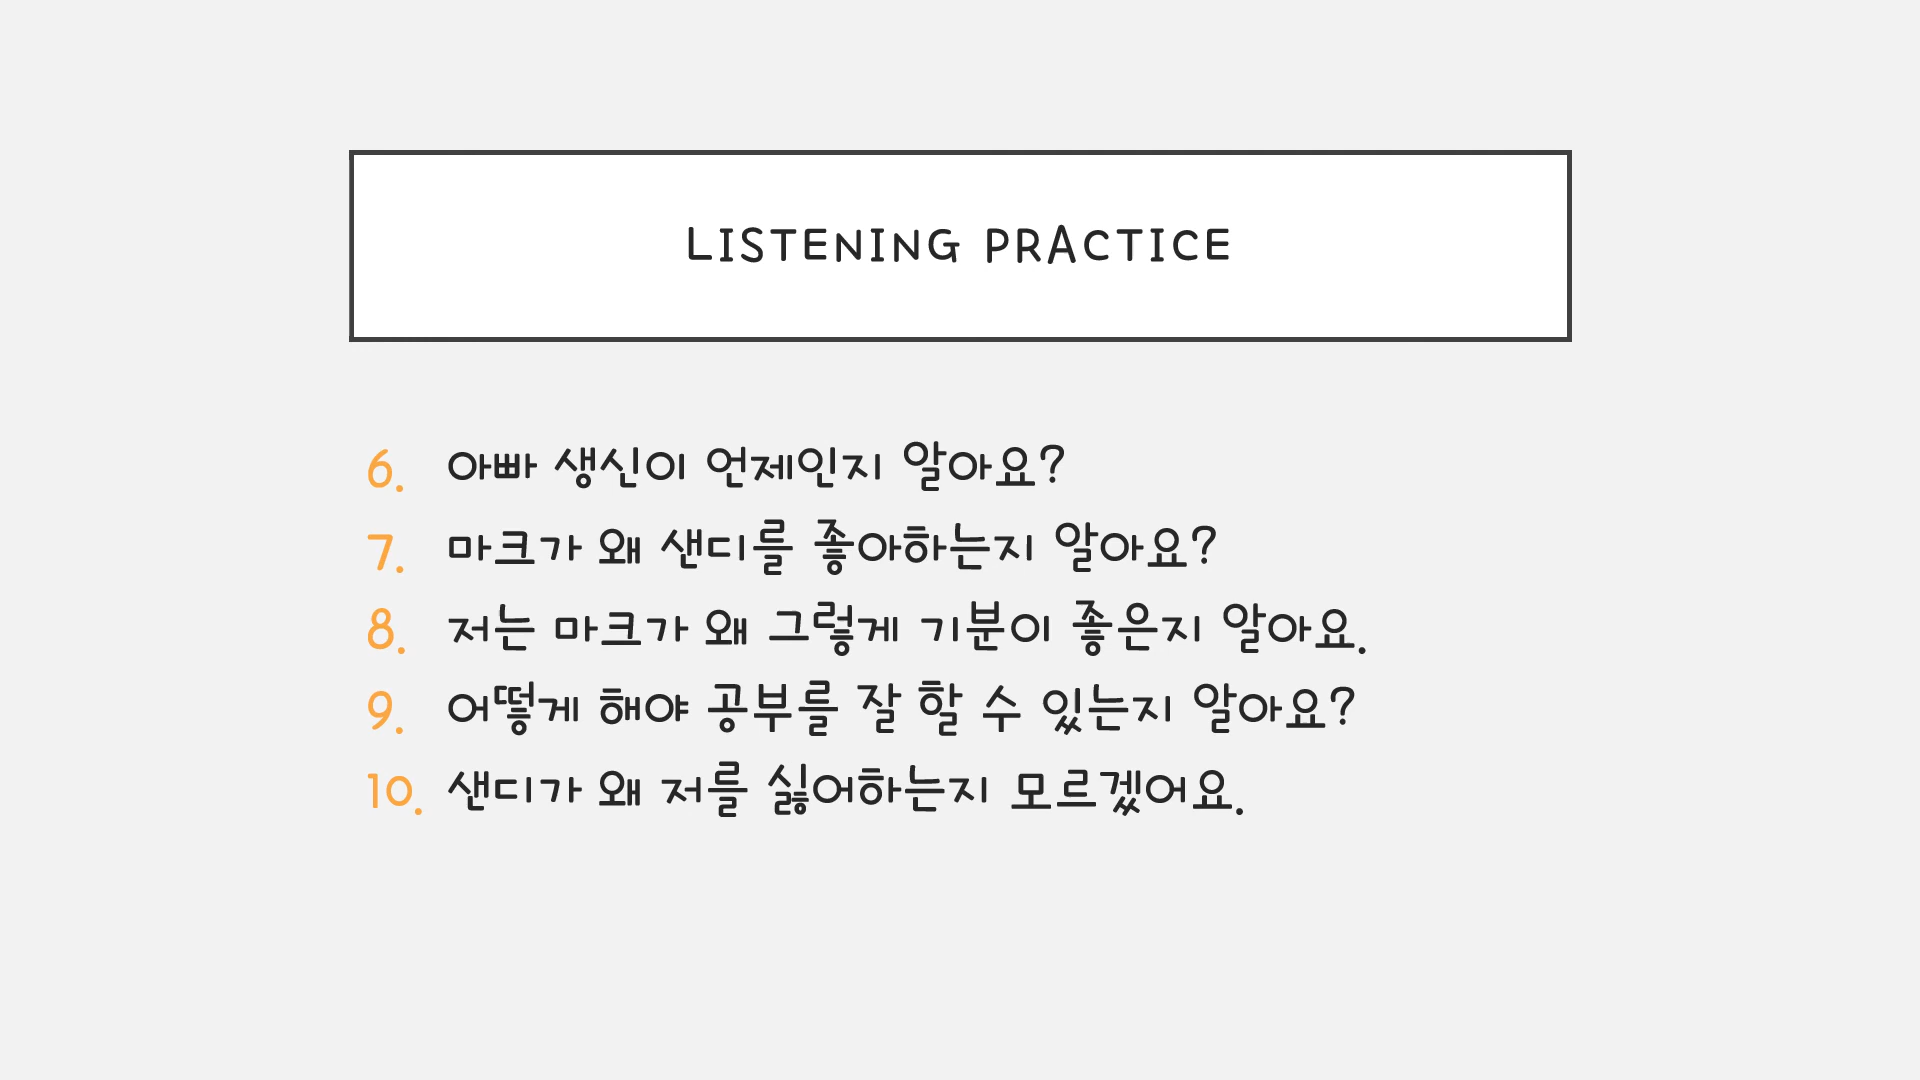 LISTENING PRACTICE
6. 아빠 생신이 언제인지 알아요?
7. 마크가 왜 샌디를 좋아하는지 알아요?
8. 저는 마크가 왜 그렇게 기분이 좋은지 알아요.
9. 어떻게 해야 공부를 잘 할 수 있는지 알아요?
10. 샌디가 왜 저를 싫어하는지 모르겠어요.